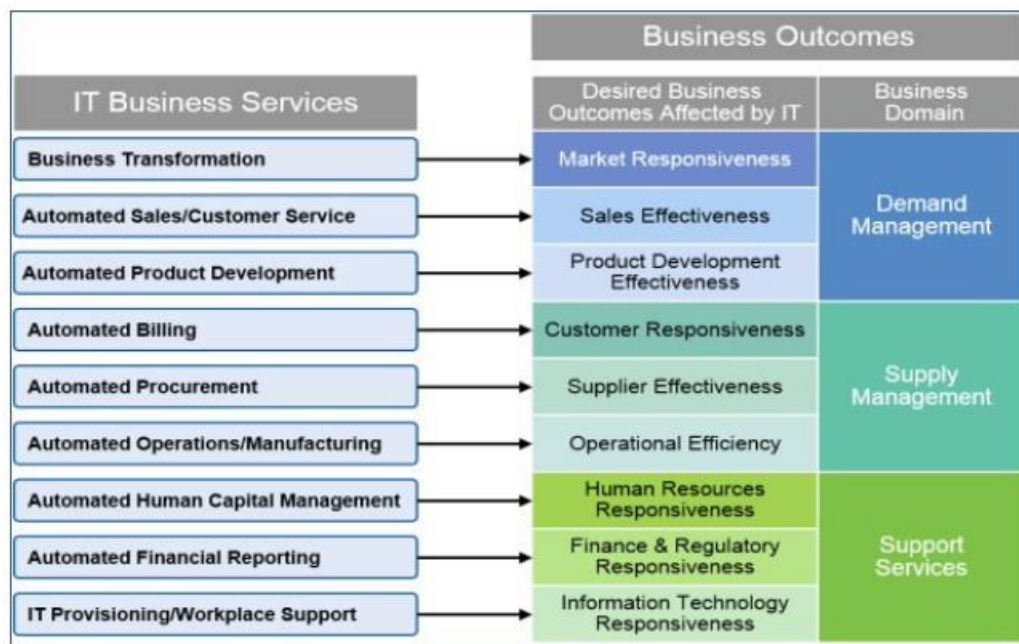 Business Outcomes
IT Business Services
Desired Business
Outcomes Affected by IT
Business
Domain
Business Transformation
Market Responsiveness
Automated Sales/Customer Service
Sales Effectiveness
Demand
Management
Automated Product Development
Product Development
Effectiveness
Automated Billing
Customer Responsiveness
Automated Procurement
Supplier Effectiveness
Supply
Management
Automated Operations/Manufacturing
Operational Efficiency
Automated Human Capital Management
Human Resources
Responsiveness
Automated Financial Reporting
Finance & Regulatory
Responsiveness
Support
Services
IT Provisioning/Workplace Support
Information Technology
Responsiveness